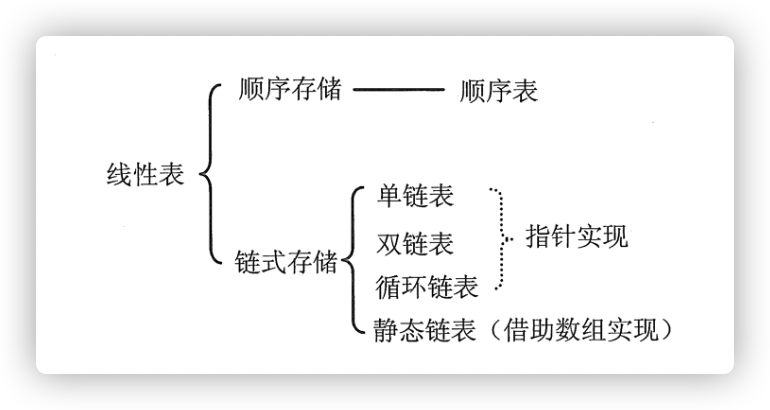 顺序存储 顺序表
线性表
单链表
双链表 指针实现
链式存储
循环链表
静态链表（借助数组实现）